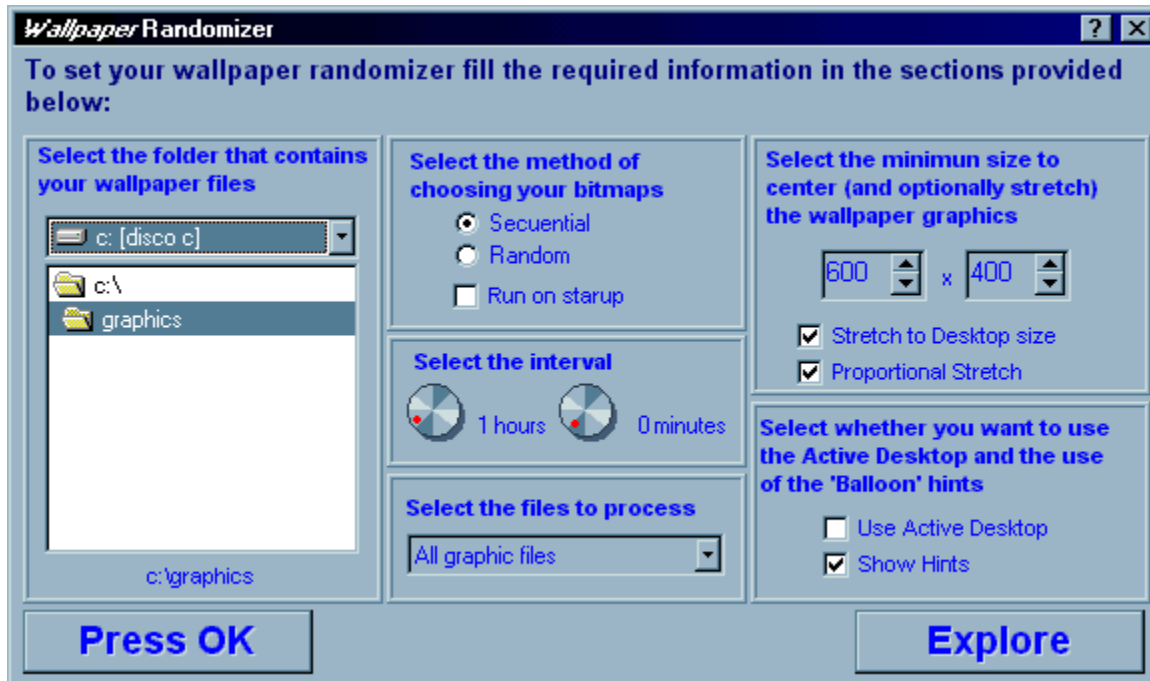 Wallpaper Randomizer
To set your wallpaper randomizer fill the required information in the sections provided
below:
Select the folder that contains
your wallpaper files
c: [disco c]
c:\
graphics
c:\graphics
Select the method of
choosing your bitmaps
Secuential
Random
Run on starup
Select the interval
1 hours
0 minutes
Select the files to process
All graphic files
Select the minimun size to
center (and optionally stretch)
the wallpaper graphics
600 x 400
Stretch to Desktop size
Proportional Stretch
Select whether you want to use
the Active Desktop and the use
of the 'Balloon' hints
Use Active Desktop
Show Hints
Press OK
Explore